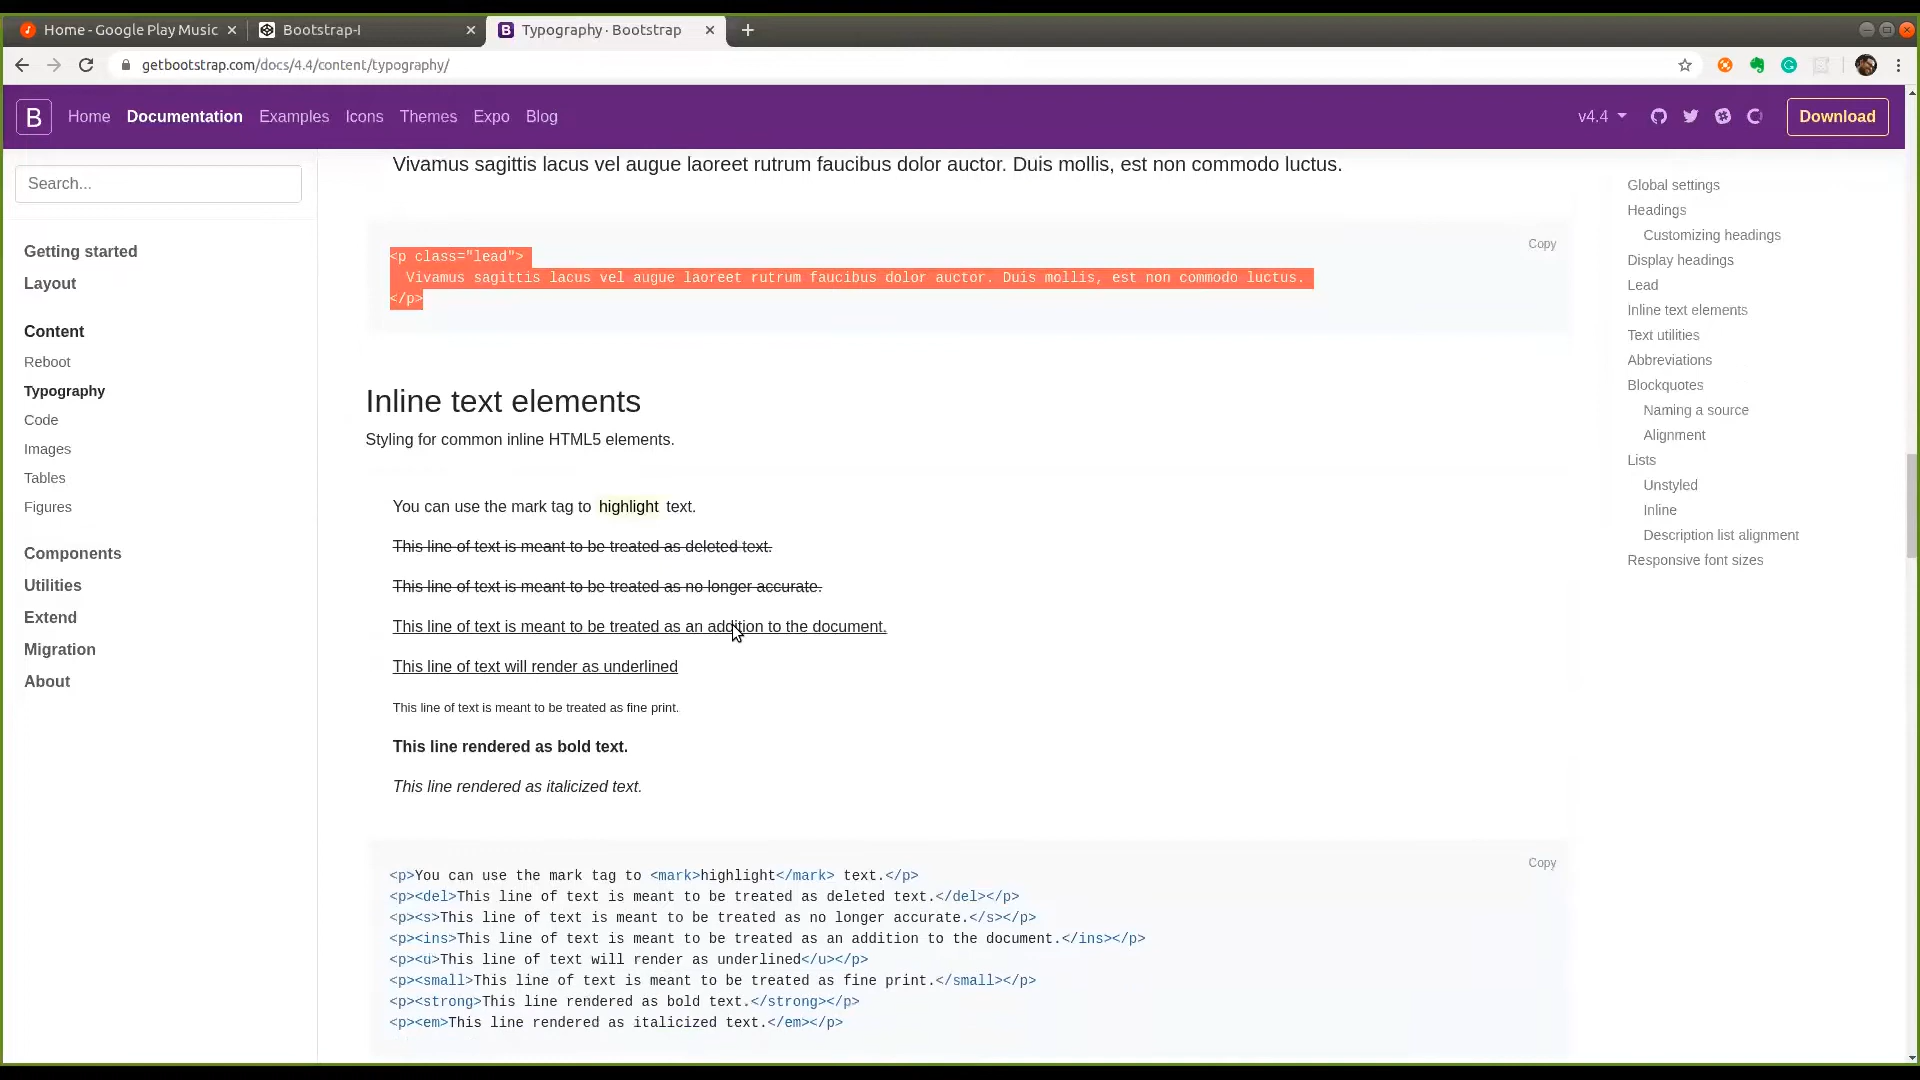 Home - Google Play Music
Bootstrap-I
Typography · Bootstrap
getbootstrap.com/docs/4.4/content/typography/
B
Home
Documentation
Examples
Icons
Themes
Expo
Blog
v4.4
Download
Search...
Getting started
Layout
Content
Reboot
Typography
Code
Images
Tables
Figures
Components
Utilities
Extend
Migration
About
Vivamus sagittis lacus vel augue laoreet rutrum faucibus dolor auctor. Duis mollis, est non commodo luctus.
Copy
<p class="lead">
Vivamus sagittis lacus vel augue laoreet rutrum faucibus dolor auctor. Duis mollis, est non commodo luctus.
</p>
Inline text elements
Styling for common inline HTML5 elements.
You can use the mark tag to highlight text.
This line of text is meant to be treated as deleted text.
This line of text is meant to be treated as no longer accurate.
This line of text is meant to be treated as an addition to the document.
This line of text will render as underlined
This line of text is meant to be treated as fine print.
This line rendered as bold text.
This line rendered as italicized text.
Copy
<p>You can use the mark tag to <mark>highlight</mark> text.</p>
<p><del>This line of text is meant to be treated as deleted text.</del></p>
<p><s>This line of text is meant to be treated as no longer accurate.</s></p>
<p><ins>This line of text is meant to be treated as an addition to the document.</ins></p>
<p><u>This line of text will render as underlined</u></p>
<p><small>This line of text is meant to be treated as fine print.</small></p>
<p><strong>This line rendered as bold text.</strong></p>
<p><em>This line rendered as italicized text.</em></p>
Global settings
Headings
Customizing headings
Display headings
Lead
Inline text elements
Text utilities
Abbreviations
Blockquotes
Naming a source
Alignment
Lists
Unstyled
Inline
Description list alignment
Responsive font sizes